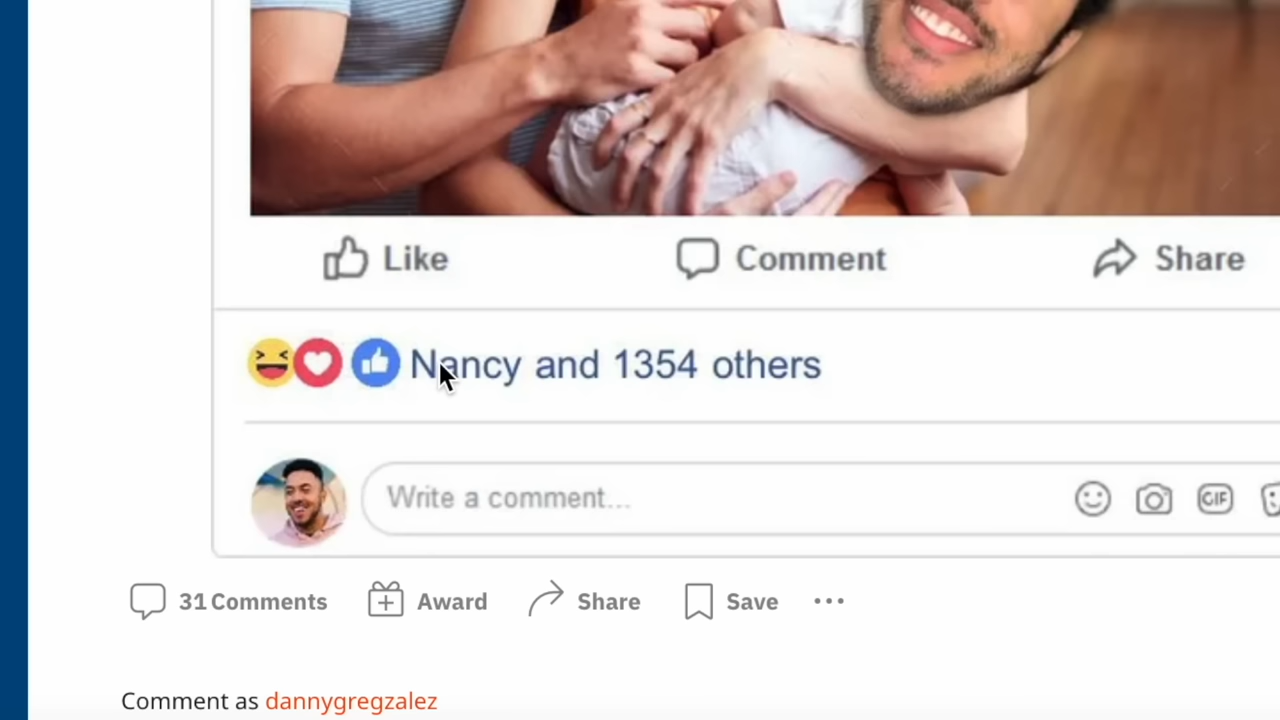 Like Comment Share
Nancy and 1354 others
Write a comment...
GIF
31 Comments Award Share Save
Comment as dannygregzalez